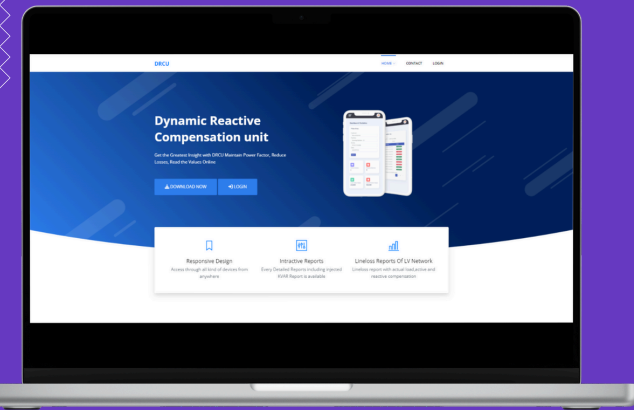 DRCU
HOME CONTACT LOGIN
Dynamic Reactive
Compensation unit
Get the Greatest Insight with DRCU Maintain Power Factor, Reduce
Losses, Read the Values Online
DOWNLOAD NOW LOGIN
Responsive Design
Access through all kind of devices from
anywhere
Intractive Reports
Every Detailed Reports including injected
KVAR Report is available
Lineloss Reports Of LV Network
Lineloss report with actual load,active and
reactive compensation